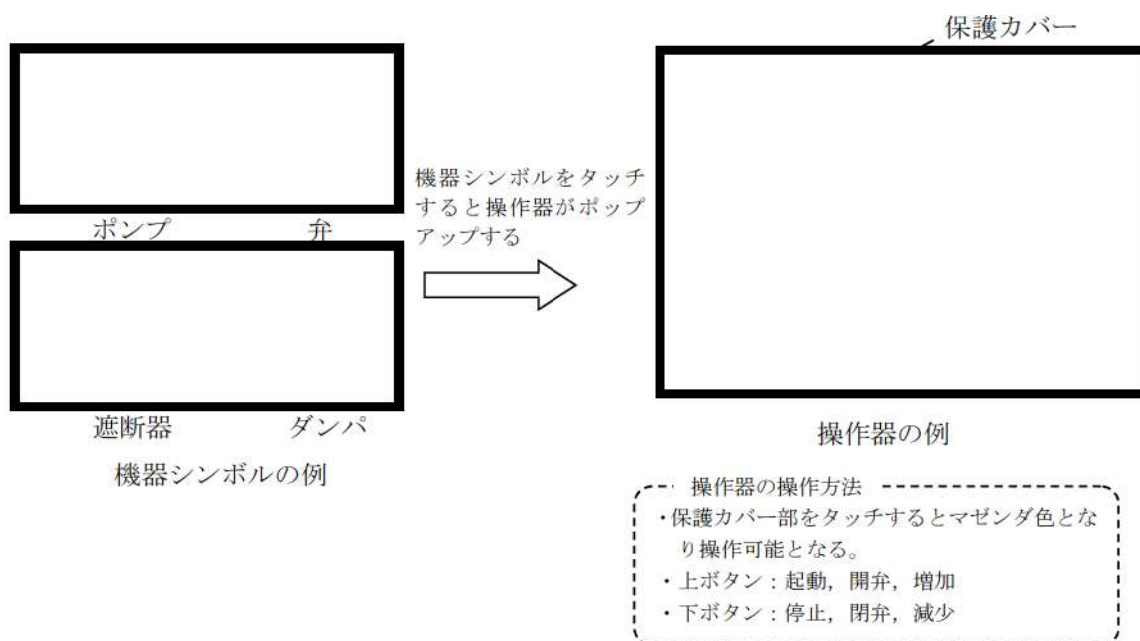 保護カバー
機器シンボルをタッチ
すると操作器がポップ
アップする
ポンプ 弁
遮断器 ダンパ
機器シンボルの例
操作器の例
操作器の操作方法
・保護カバー部をタッチするとマゼンダ色とな
り操作可能となる。
・上ボタン：起動，開弁，増加
・下ボタン：停止，閉弁，減少